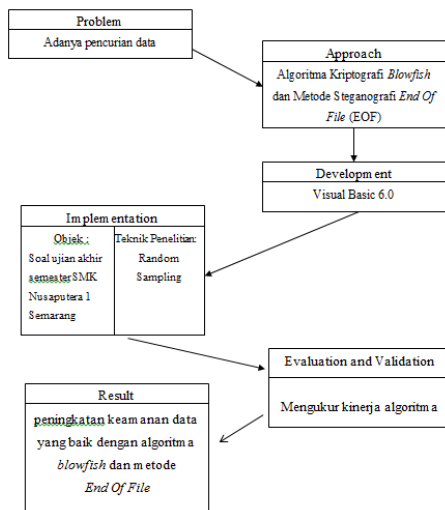 Problem
Adanya pencurian data
Approach
Algoritma Kriptografi Blowfish
dan Metode Steganografi End Of
File (EOF)
Development
Visual Basic 6.0
Implementation
Objek :
Soal ujian akhir
semester SMK
Nusaputera 1
Semarang
Teknik Penelitian:
Random
Sampling
Evaluation and Validation
Mengukur kinerja algoritma
Result
peningkatan keamanan data
yang baik dengan algoritma
blowfish dan metode
End Of File